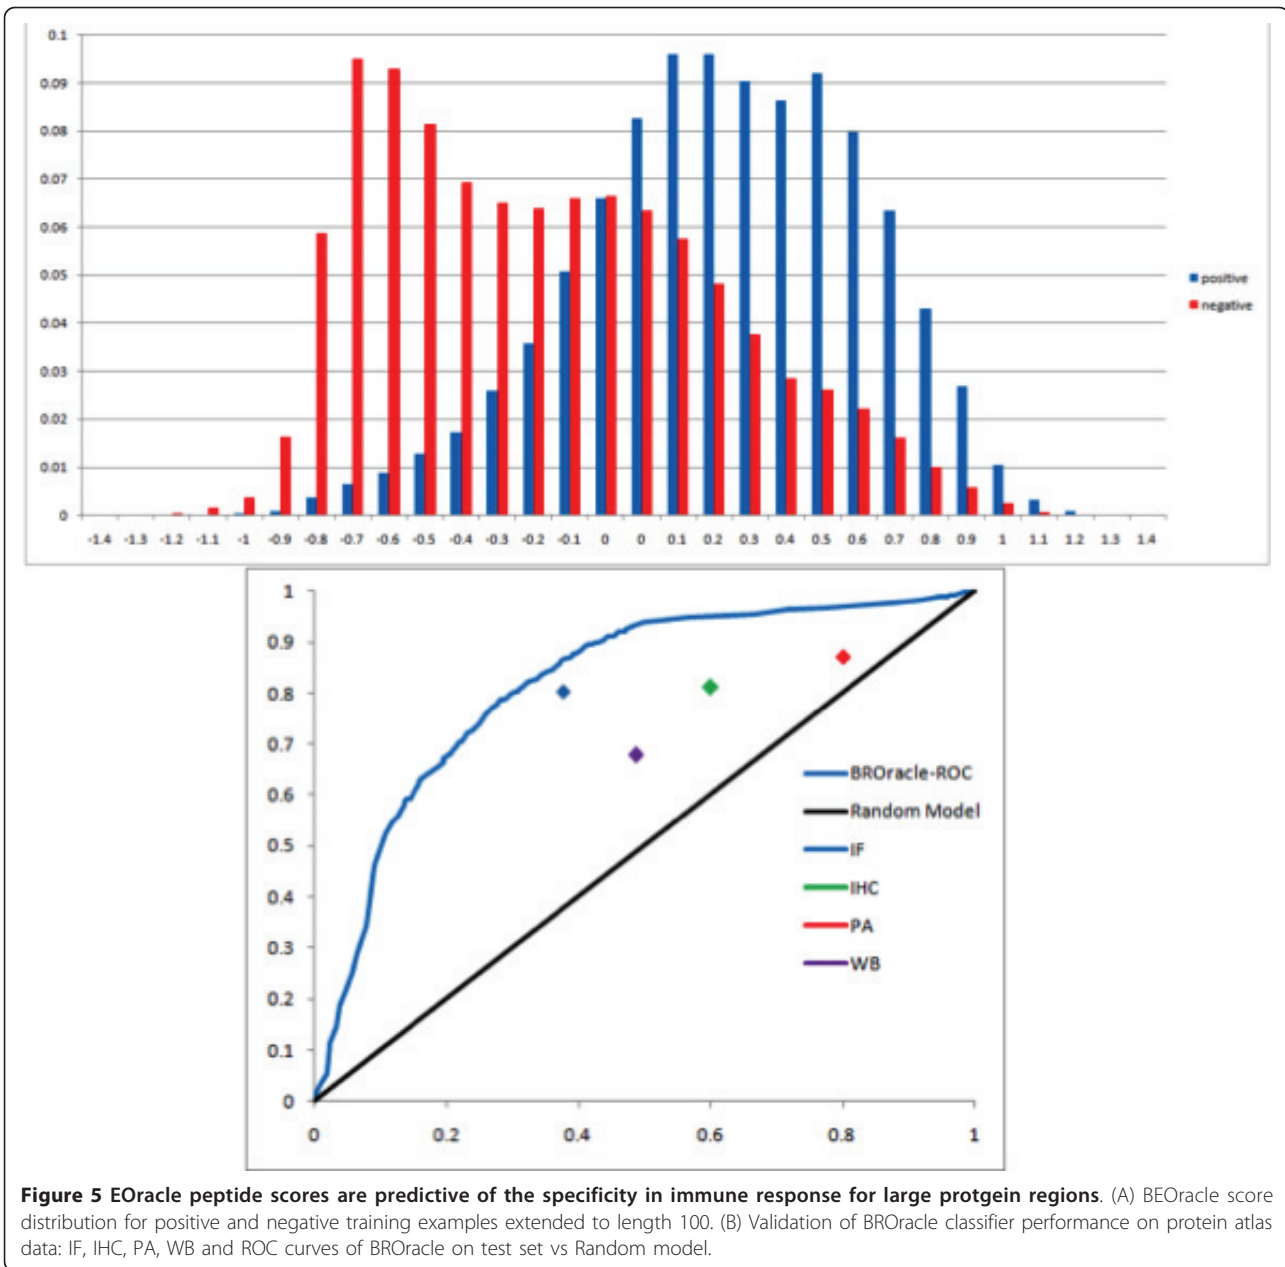 0.1
0.09
0.08
0.07
0.06
0.05
0.04
0.03
0.02
0.01
0
-1.4 -1.3 -1.2 -1.1 -1 -0.9 -0.8 -0.7 -0.6 -0.5 -0.4 -0.3 -0.2 -0.1 0 0 0.1 0.2 0.3 0.4 0.5 0.6 0.7 0.8 0.9 1 1.1 1.2 1.3 1.4
positive
negative
1
0.9
0.8
0.7
0.6
0.5
0.4
0.3
0.2
0.1
0
0 0.2 0.4 0.6 0.8 1
BROracle-ROC
Random Model
IF
IHC
PA
WB
Figure 5 EOracle peptide scores are predictive of the specificity in immune response for large protgein regions. (A) BEOracle score
distribution for positive and negative training examples extended to length 100. (B) Validation of BROracle classifier performance on protein atlas
data: IF, IHC, PA, WB and ROC curves of BROracle on test set vs Random model.